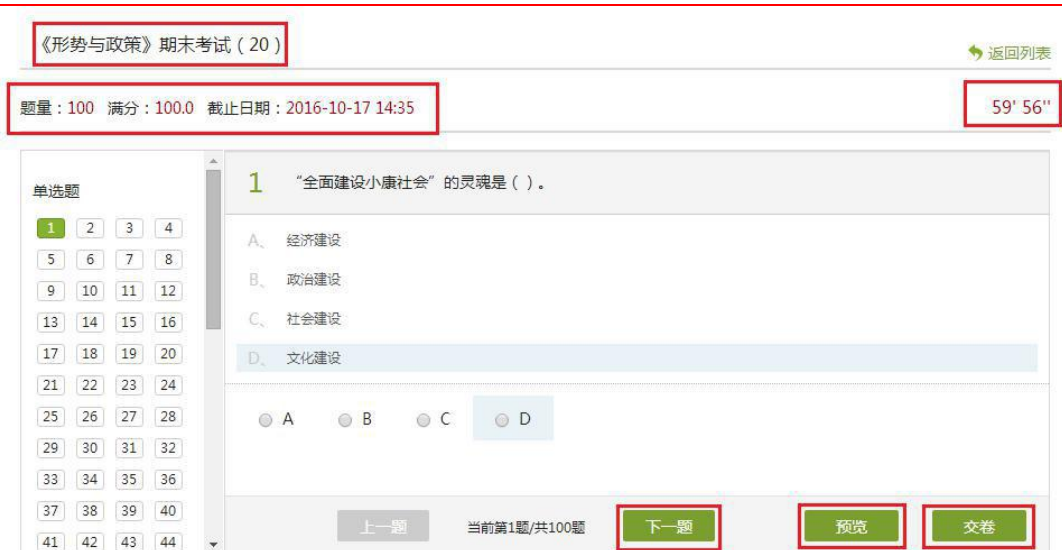 《形势与政策》期末考试(20)
返回列表
题量:100 满分:100.0 截止日期:2016-10-17 14:35
59' 56''
单选题
1 2 3 4
5 6 7 8
9 10 11 12
13 14 15 16
17 18 19 20
21 22 23 24
25 26 27 28
29 30 31 32
33 34 35 36
37 38 39 40
41 42 43 44
1 “全面建设小康社会”的灵魂是( )。
A、 经济建设
B、 政治建设
C、 社会建设
D、 文化建设
A B C D
上一题 当前第1题/共100题 下一题 预览 交卷